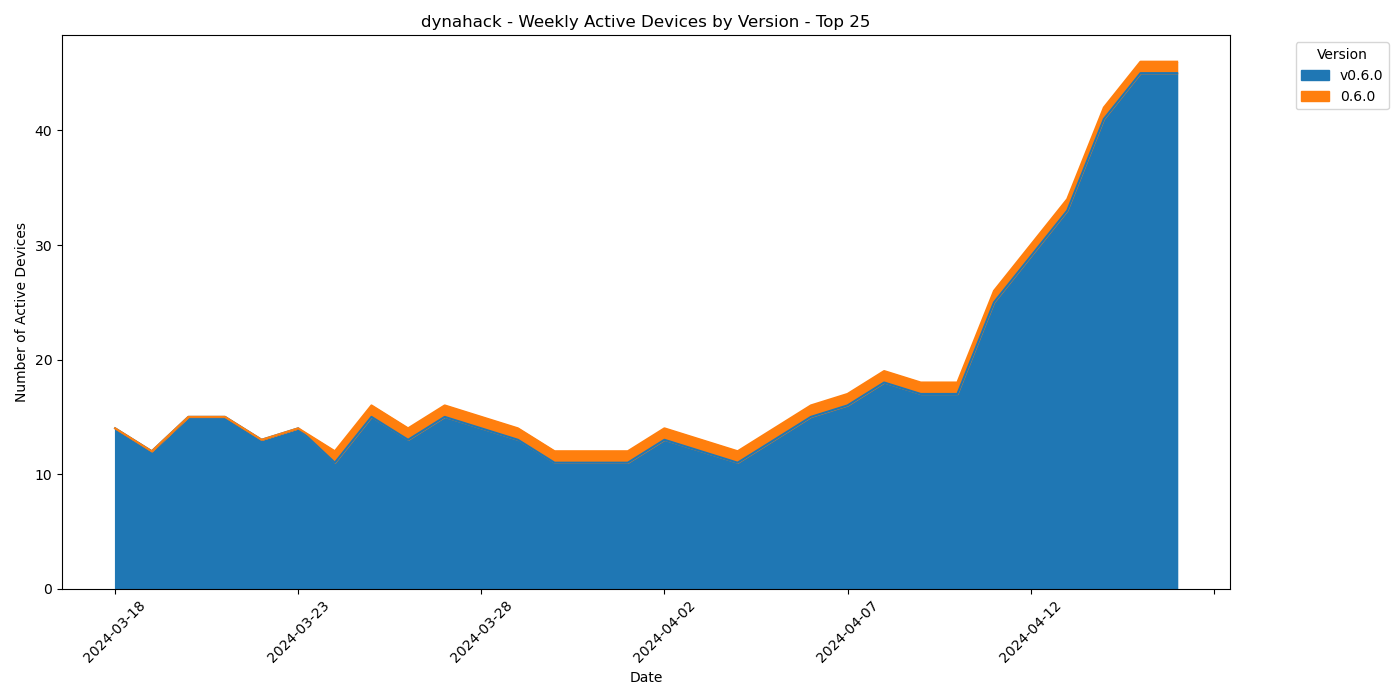 dynahack - Weekly Active Devices by Version - Top 25
Version
v0.6.0
0.6.0
Number of Active Devices
40
30
20
10
0
2024-03-18
2024-03-23
2024-03-28
2024-04-02
2024-04-07
2024-04-12
Date